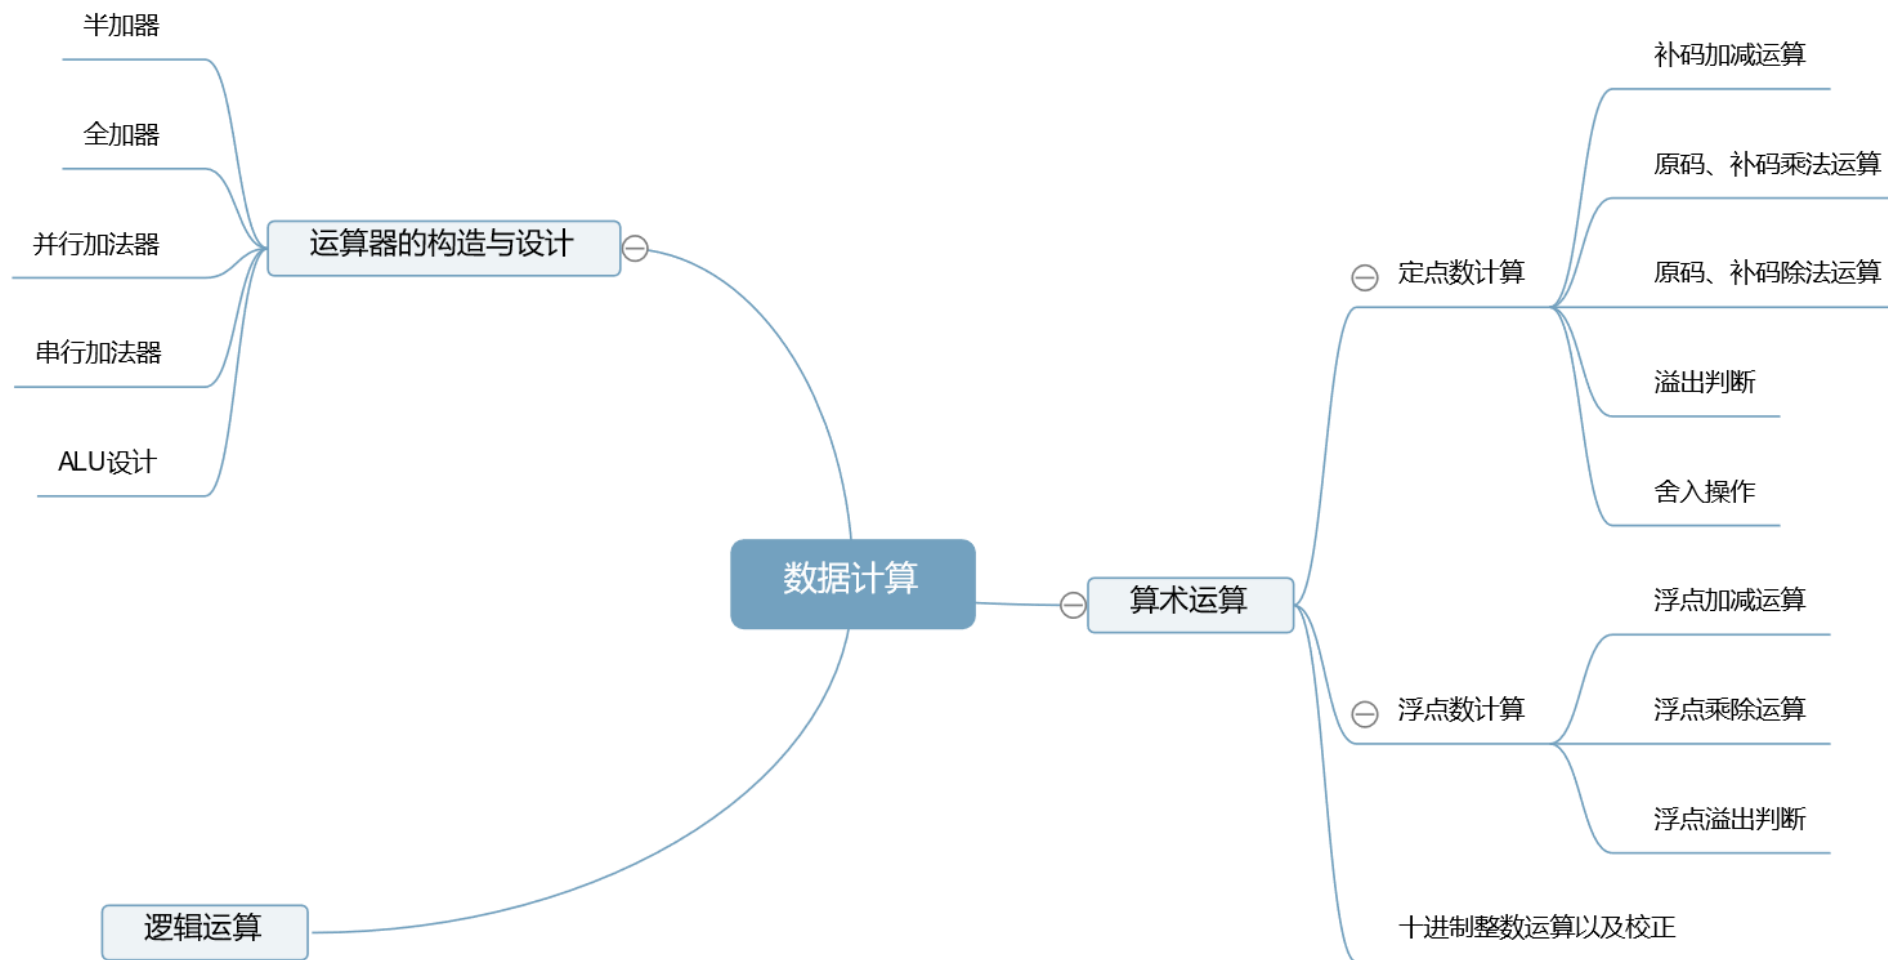 数据计算
运算器的构造与设计
半加器
全加器
并行加法器
串行加法器
ALU设计
逻辑运算
算术运算
定点数计算
补码加减运算
原码、补码乘法运算
原码、补码除法运算
溢出判断
舍入操作
浮点数计算
浮点加减运算
浮点乘除运算
浮点溢出判断
十进制整数运算以及校正